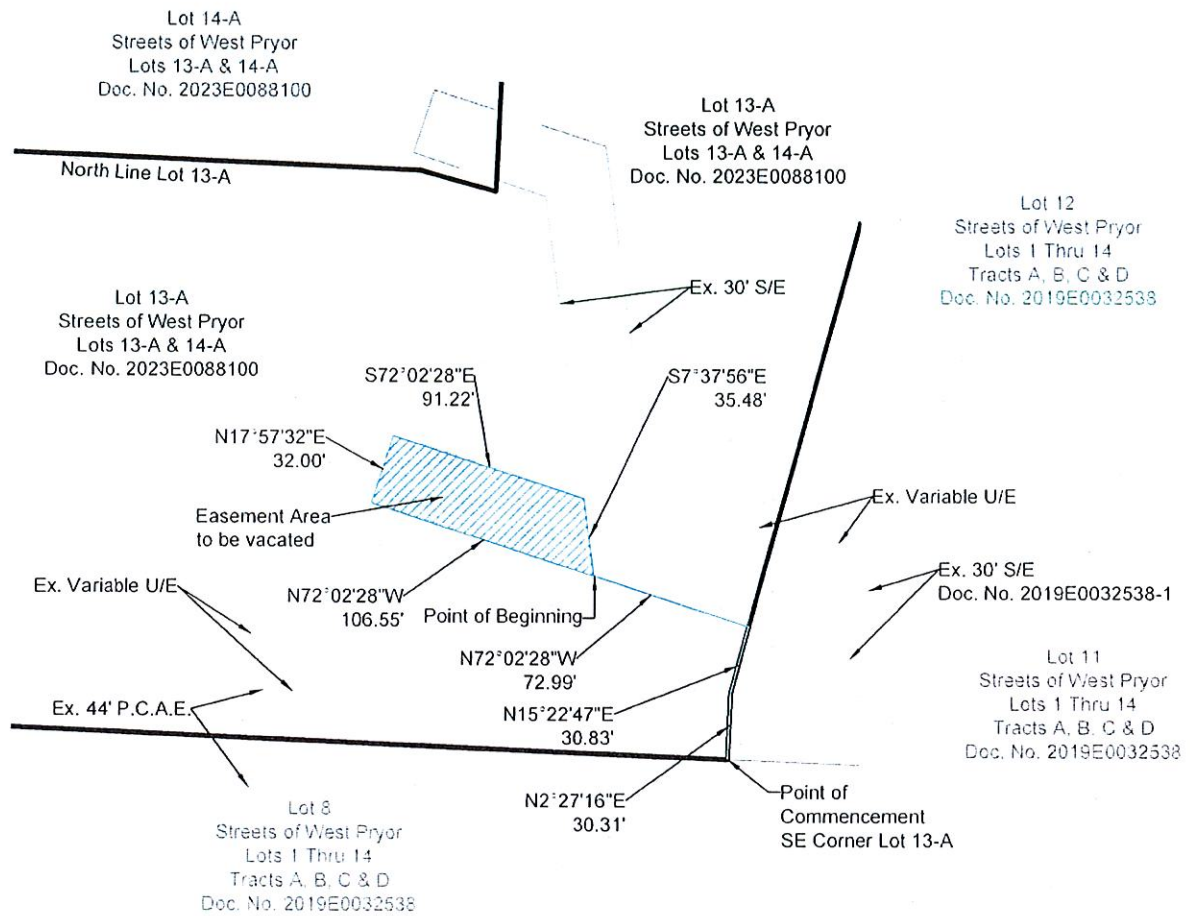 Lot 14-A
Streets of West Pryor
Lots 13-A & 14-A
Doc. No. 2023E0088100
North Line Lot 13-A
Lot 13-A
Streets of West Pryor
Lots 13-A & 14-A
Doc. No. 2023E0088100
Lot 12
Streets of West Pryor
Lots 1 Thru 14
Tracts A, B, C & D
Doc. No. 2019E0032538
Ex. 30' S/E
Lot 13-A
Streets of West Pryor
Lots 13-A & 14-A
Doc. No. 2023E0088100
S72°02'28"E
91.22'
S7°37'56"E
35.48'
N17°57'32"E
32.00'
Easement Area
to be vacated
Ex. Variable U/E
Ex. 30' S/E
Doc. No. 2019E0032538-1
Ex. Variable U/E
N72°02'28"W
106.55'
Point of Beginning
N72°02'28"W
72.99'
Lot 11
Streets of West Pryor
Lots 1 Thru 14
Tracts A, B, C & D
Doc. No. 2019E0032538
Ex. 44' P.C.A.E.
N15°22'47"E
30.83'
N2°27'16"E
30.31'
Point of
Commencement
SE Corner Lot 13-A
Lot 8
Streets of West Pryor
Lots 1 Thru 14
Tracts A, B, C & D
Doc. No. 2019E0032538